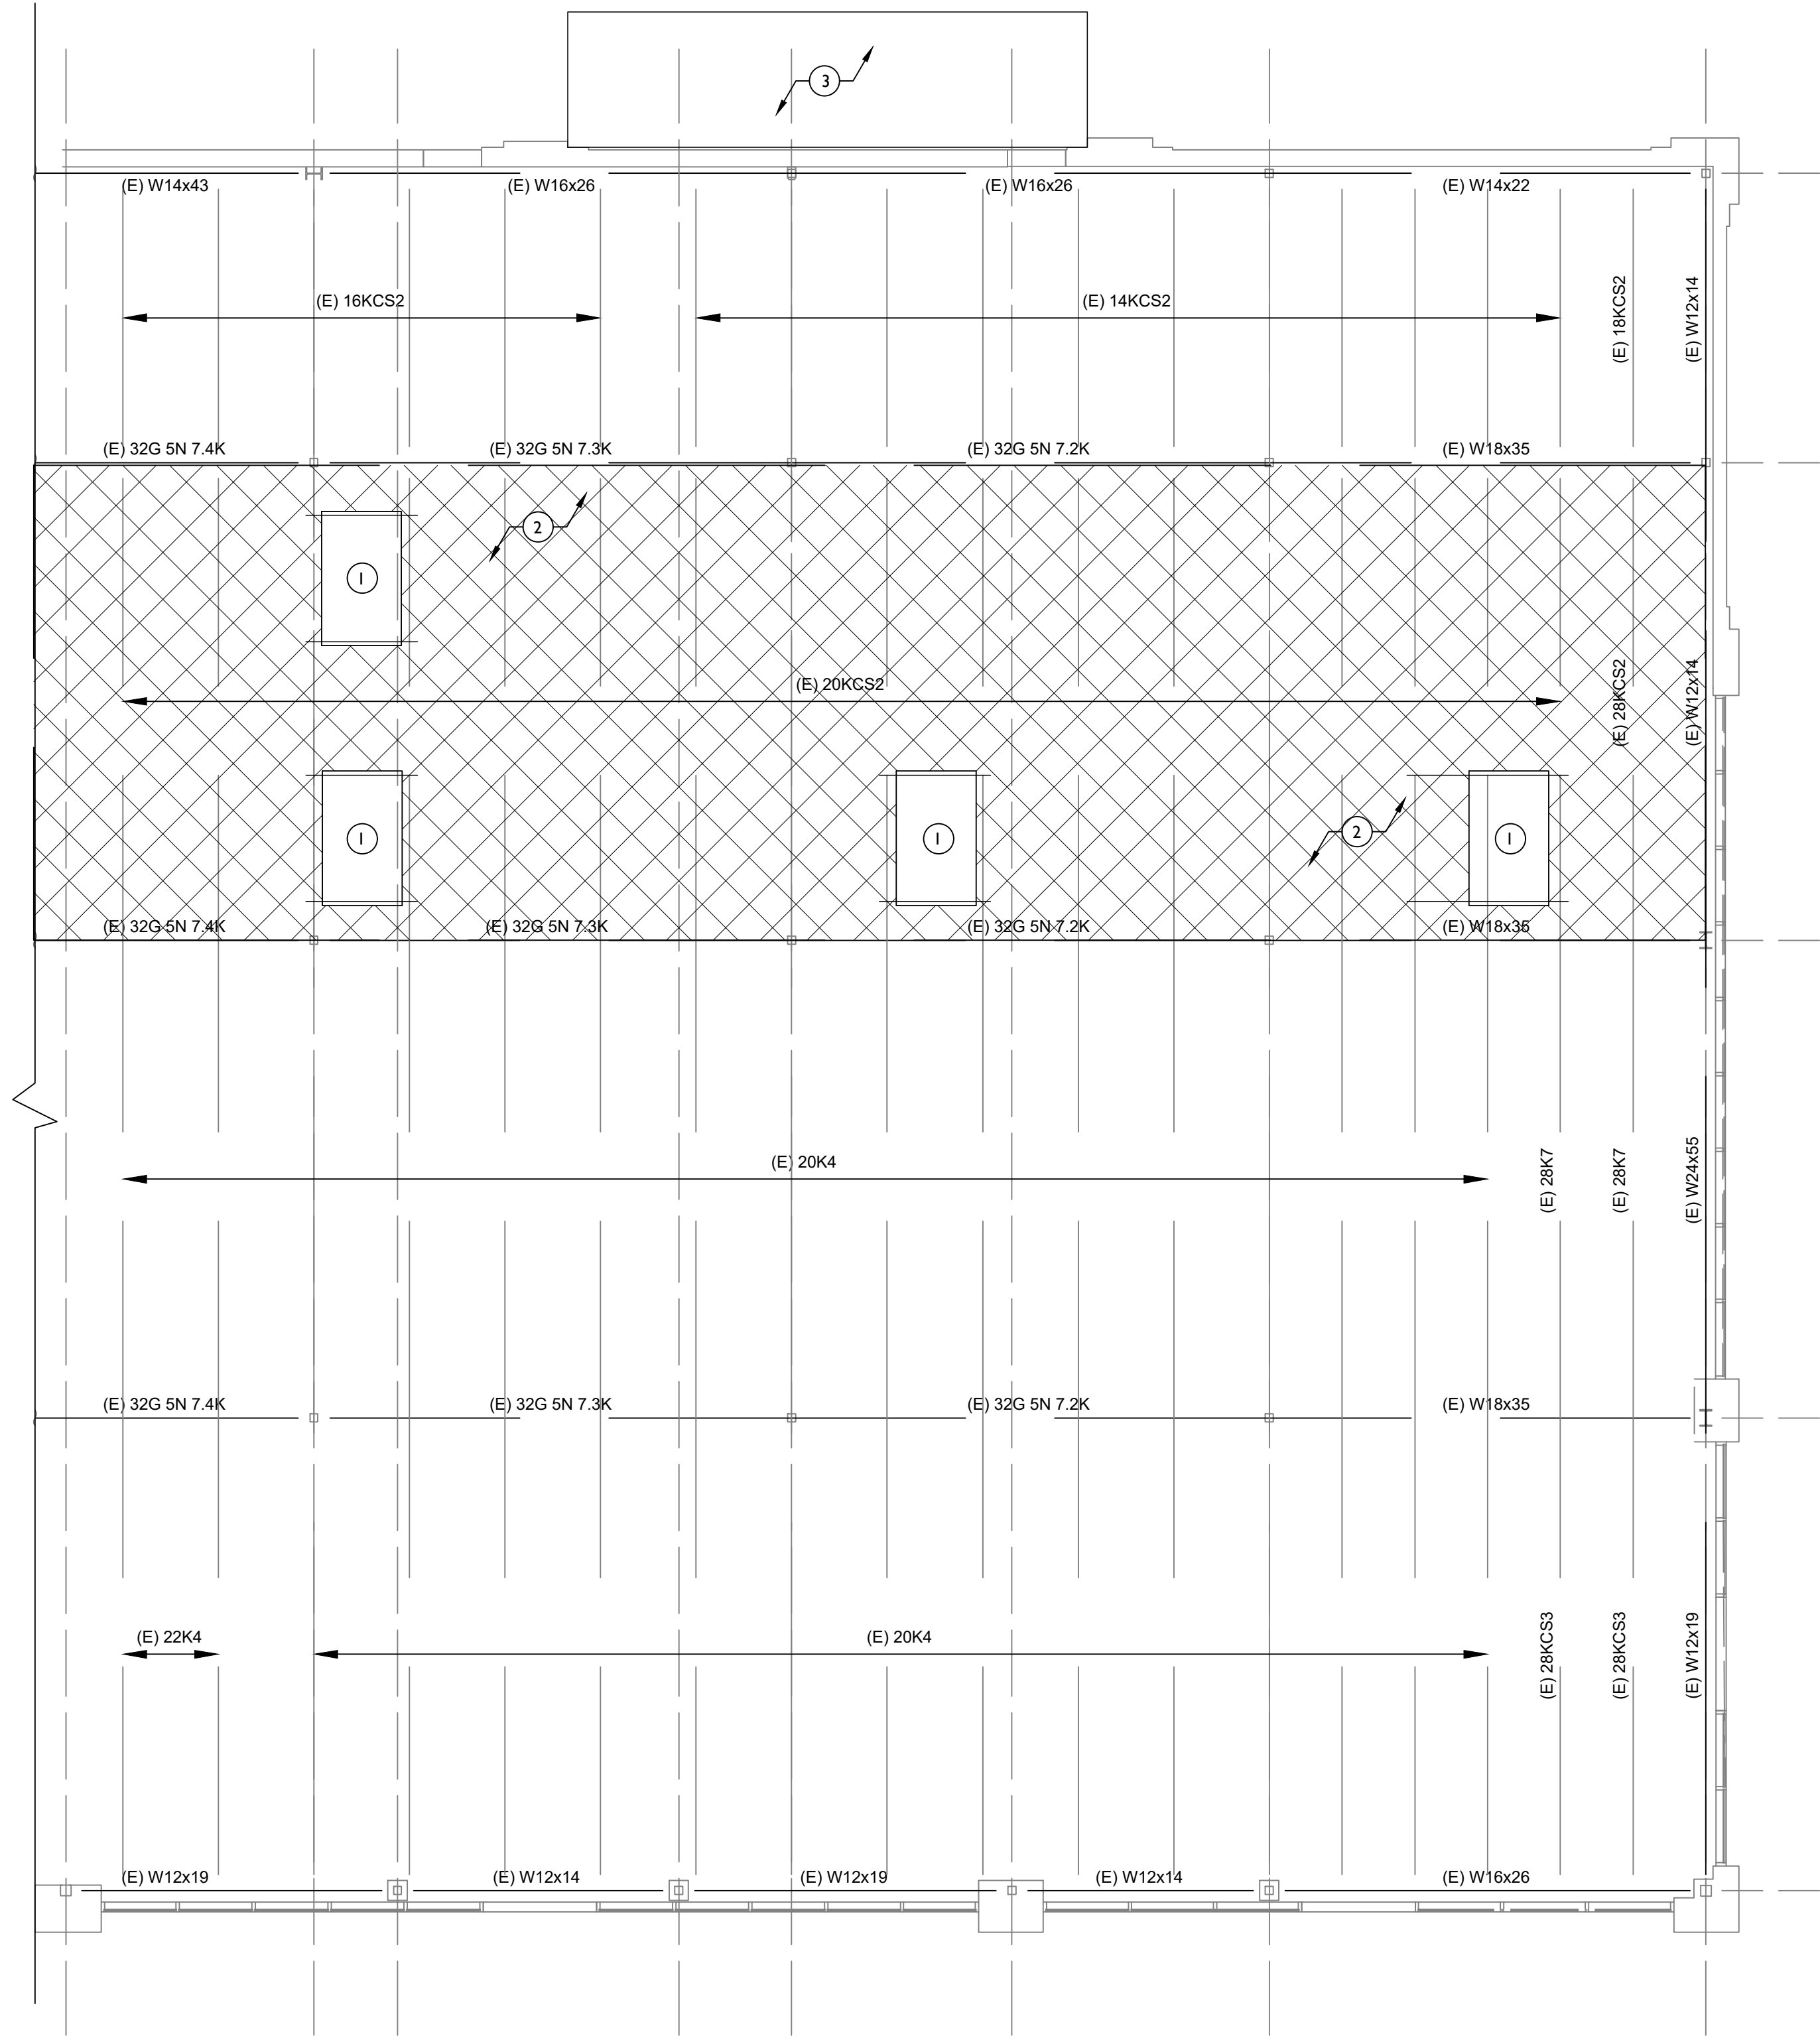 3
(E) W14x43
(E) W16x26
(E) W16x26
(E) W14x22
(E) 16KCS2
(E) 14KCS2
(E) 18KCS2
(E) W12x14
(E) 32G 5N 7.4K
(E) 32G 5N 7.3K
(E) 32G 5N 7.2K
(E) W18x35
2
1
(E) 20KCS2
(E) 28KCS2
(E) W12x14
1
1
2
1
(E) 32G 5N 7.4K
(E) 32G 5N 7.3K
(E) 32G 5N 7.2K
(E) W18x35
(E) 20K4
(E) 28K7
(E) 28K7
(E) W24x55
(E) 32G 5N 7.4K
(E) 32G 5N 7.3K
(E) 32G 5N 7.2K
(E) W18x35
(E) 22K4
(E) 20K4
(E) 28KCS3
(E) 28KCS3
(E) W12x19
(E) W12x19
(E) W12x14
(E) W12x19
(E) W12x14
(E) W16x26